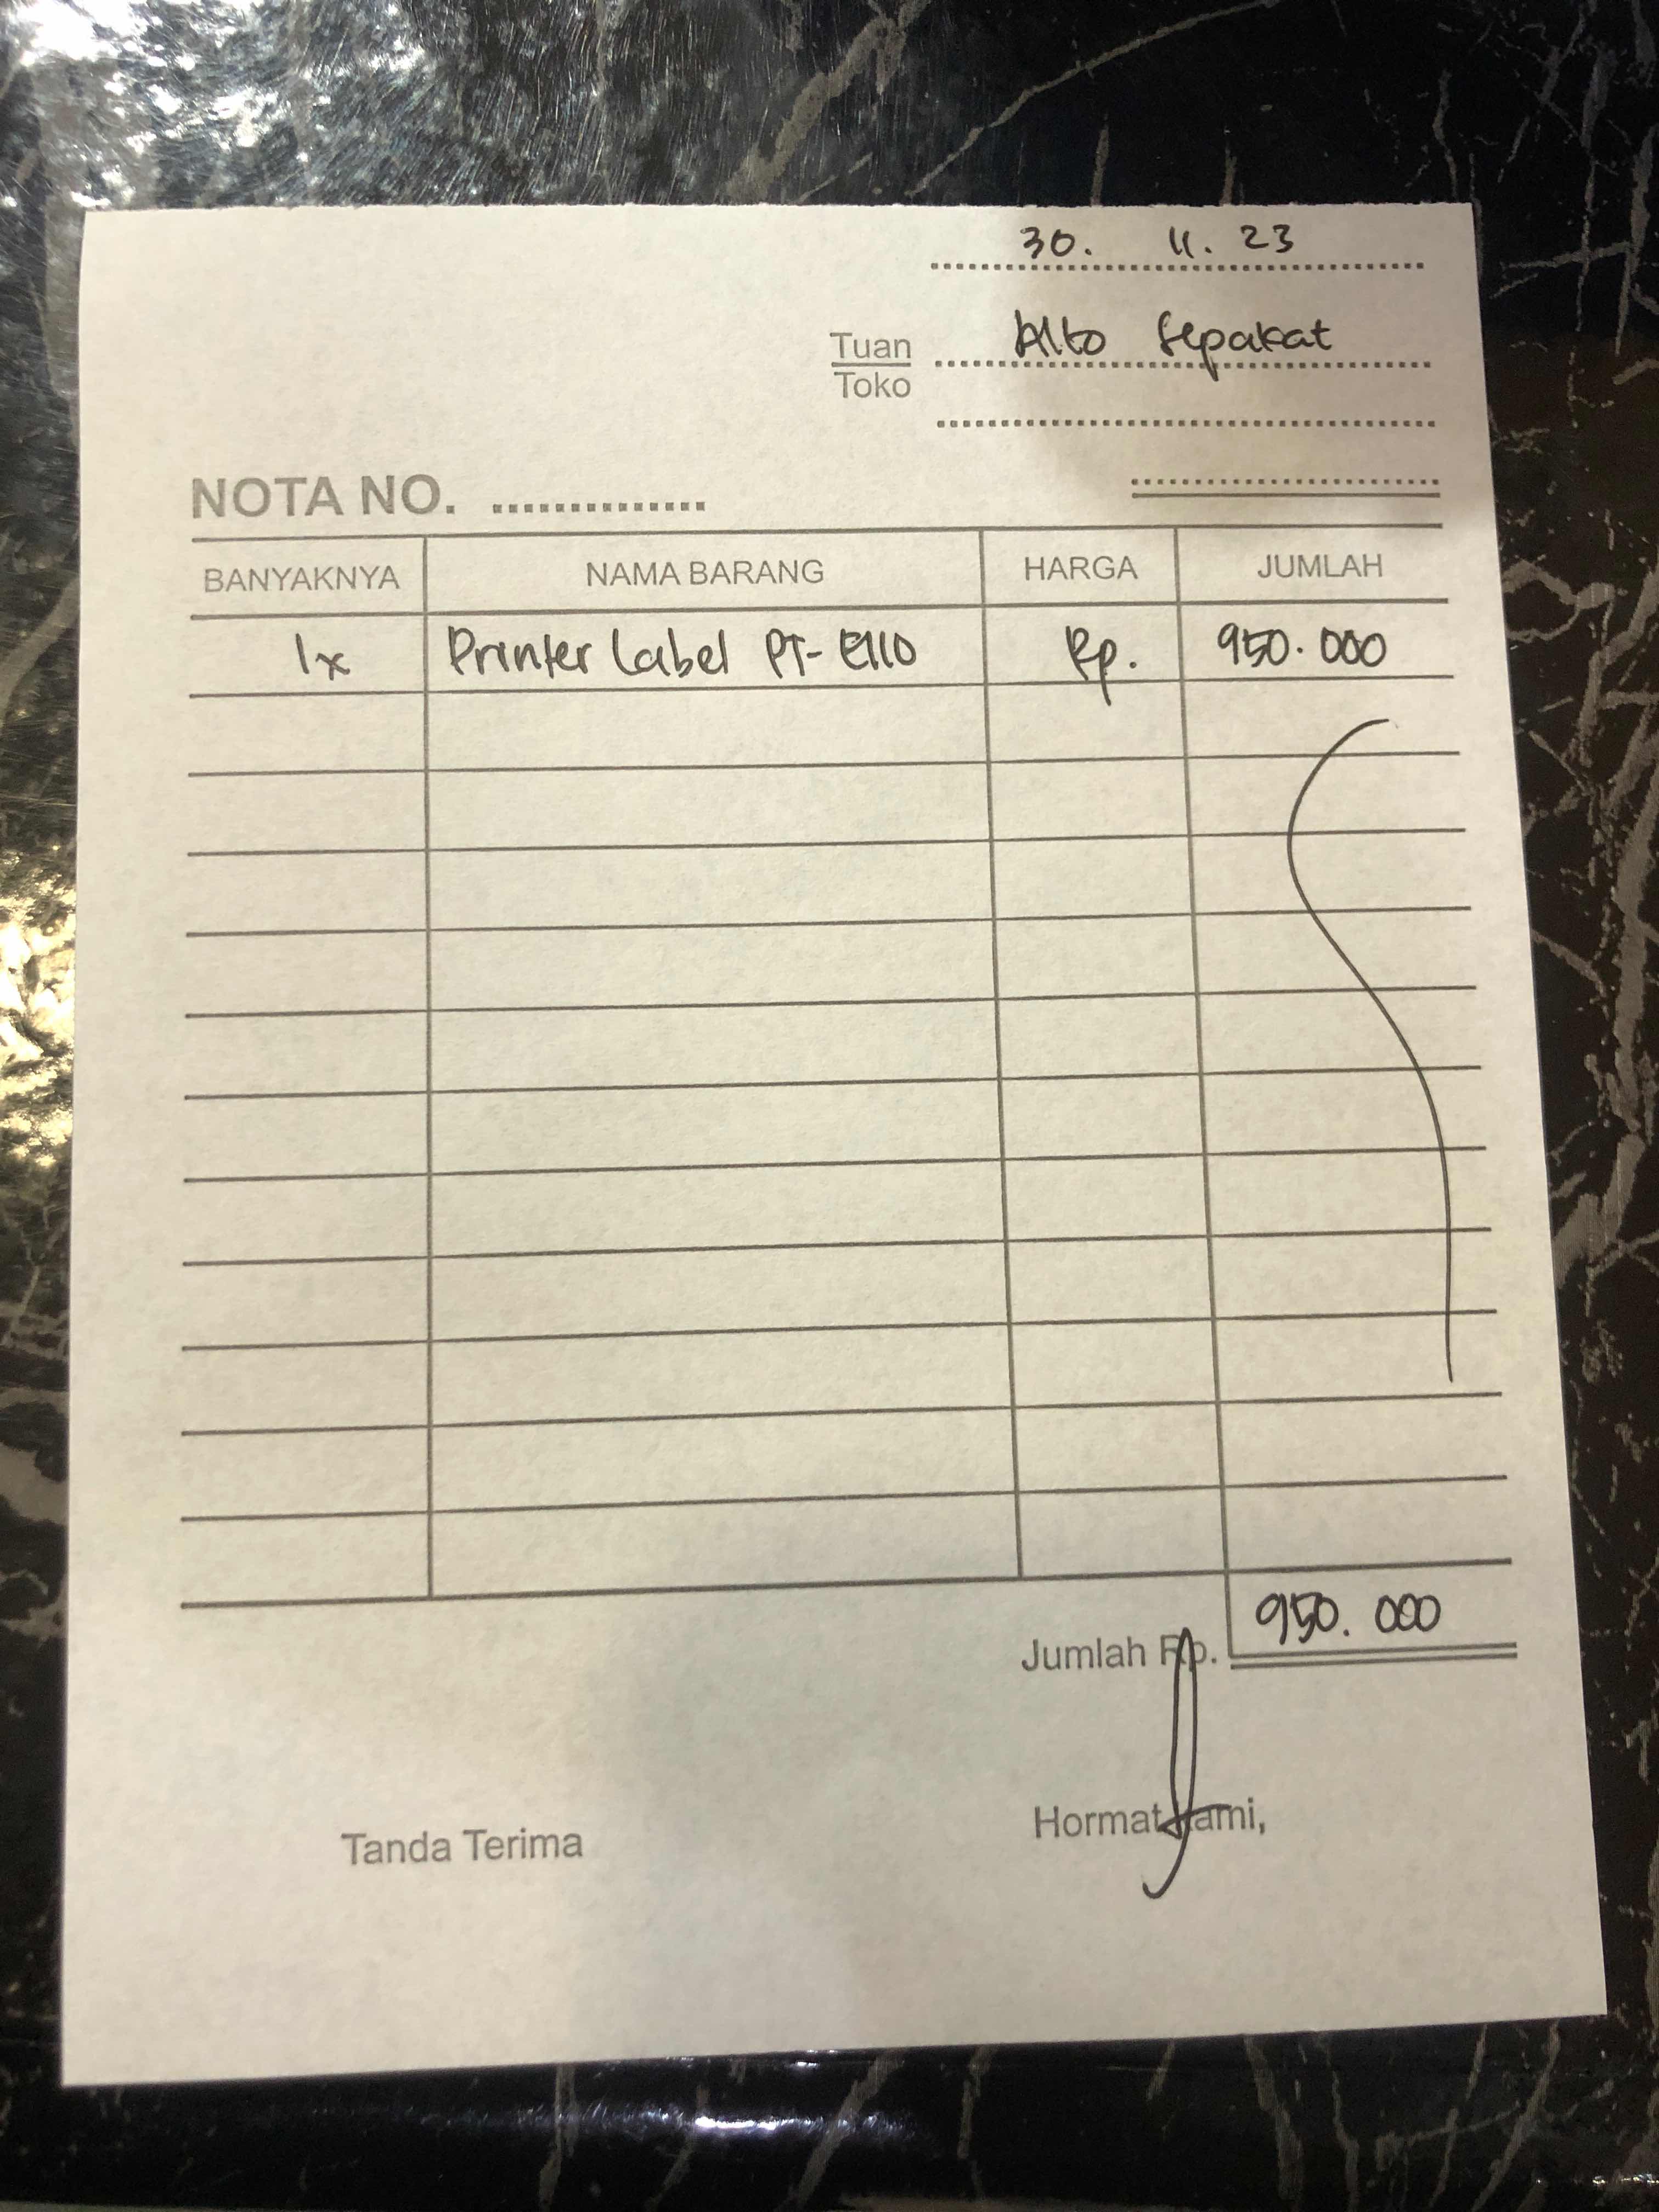 30. 11. 23
Tuan Alto Sepakat
Toko
NOTA NO.
BANYAKNYA NAMA BARANG HARGA JUMLAH
1x Printer Label PT-E110 Rp. 950.000
Jumlah Rp. 950.000
Tanda Terima Hormat kami,